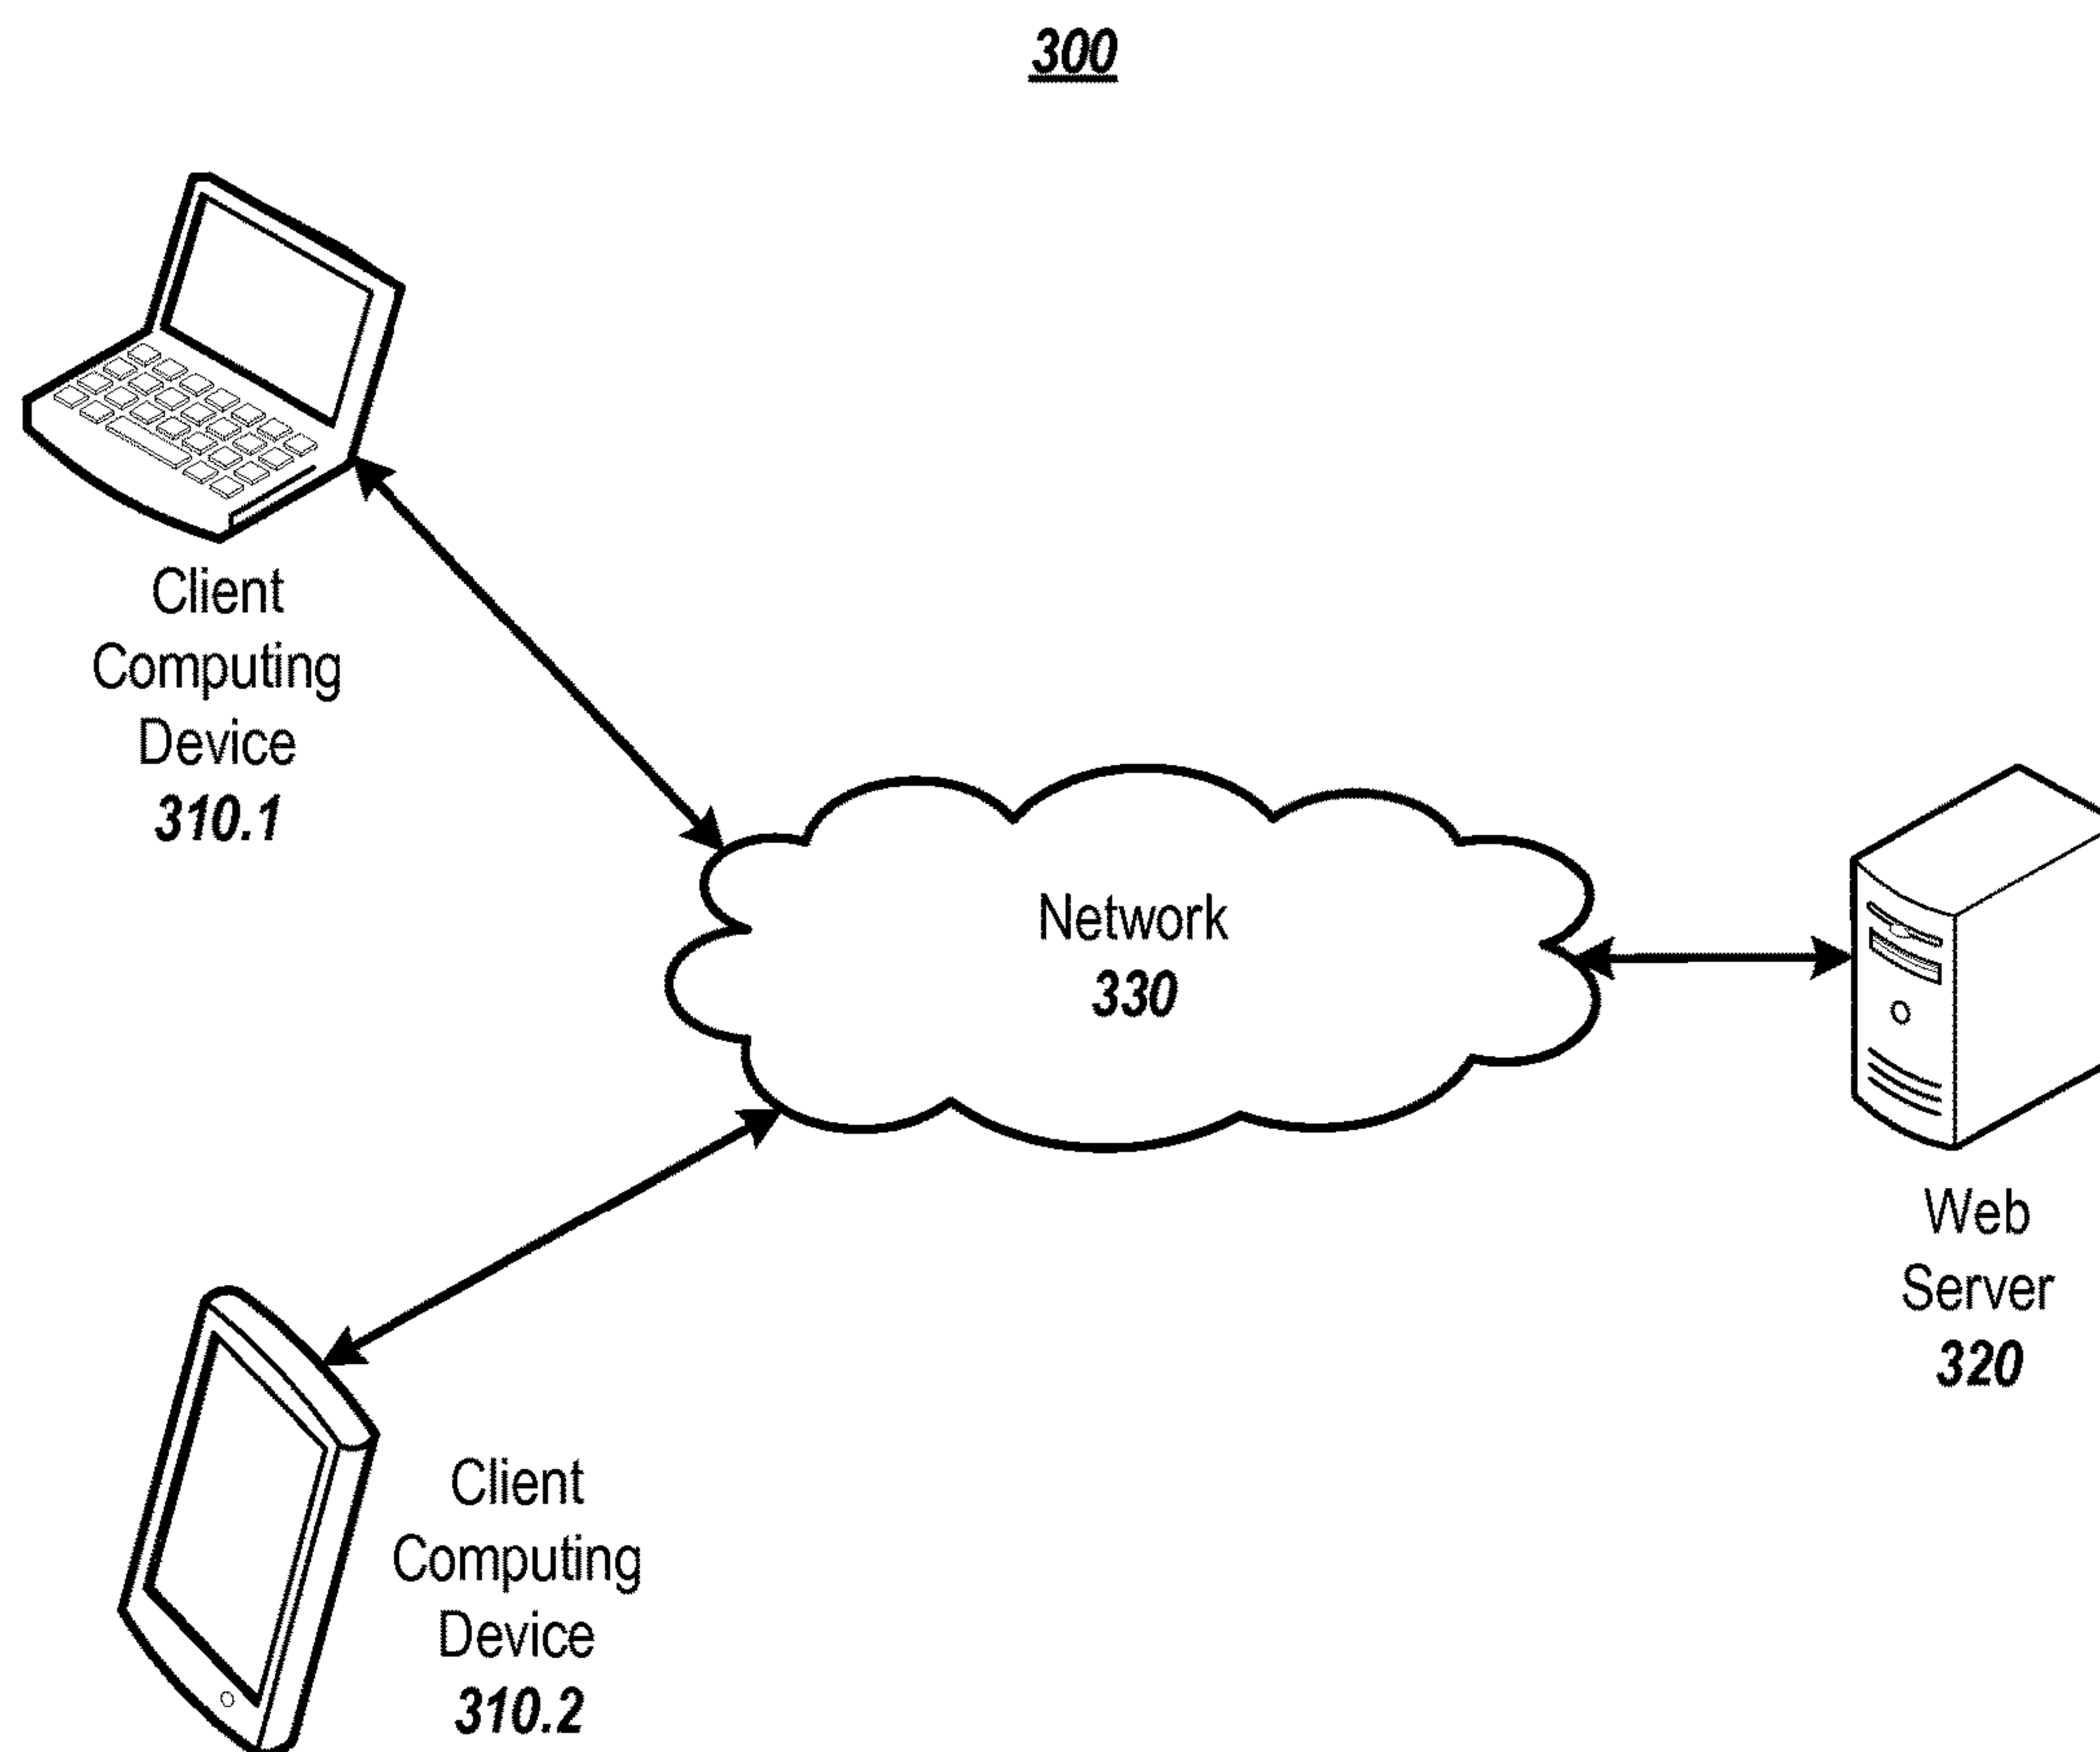 300
Client
Computing
Device
310.1
Network
330
Web
Server
320
Client
Computing
Device
310.2